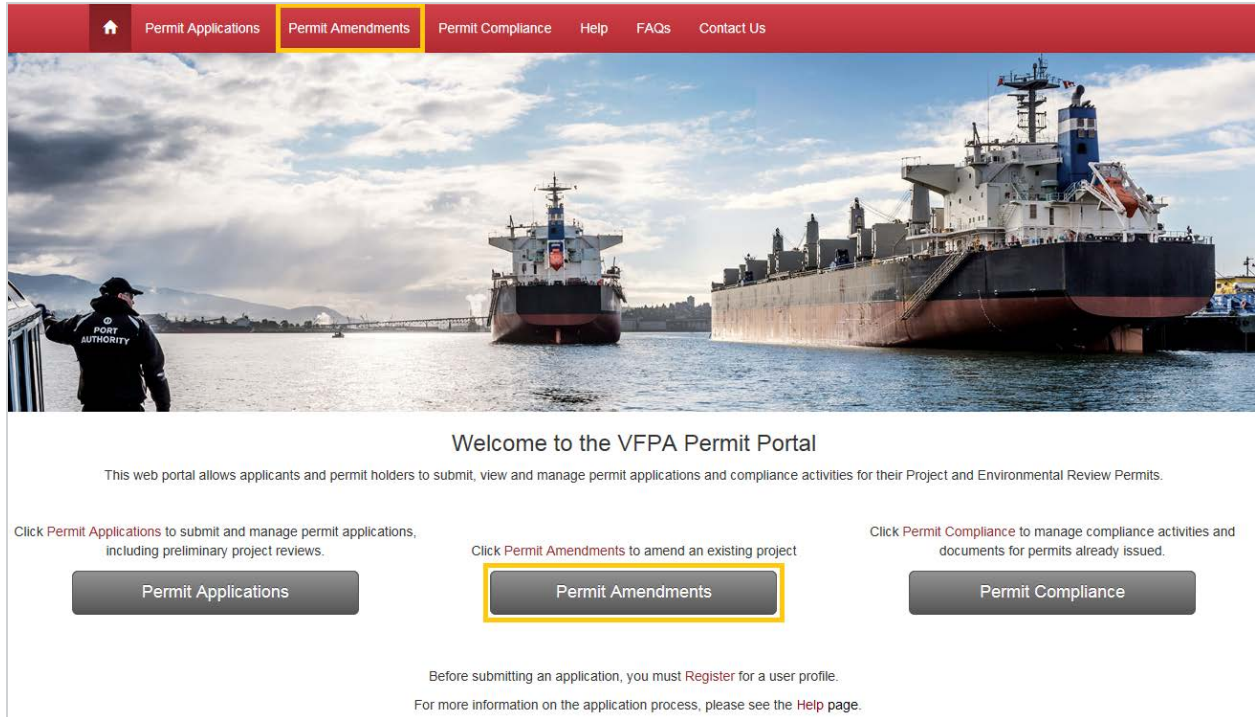 Permit Applications Permit Amendments Permit Compliance Help FAQs Contact Us
PORT
AUTHORITY
Welcome to the VFPA Permit Portal
This web portal allows applicants and permit holders to submit, view and manage permit applications and compliance activities for their Project and Environmental Review Permits.
Click Permit Applications to submit and manage permit applications,
including preliminary project reviews.
Permit Applications
Click Permit Amendments to amend an existing project
Permit Amendments
Click Permit Compliance to manage compliance activities and
documents for permits already issued.
Permit Compliance
Before submitting an application, you must Register for a user profile.
For more information on the application process, please see the Help page.